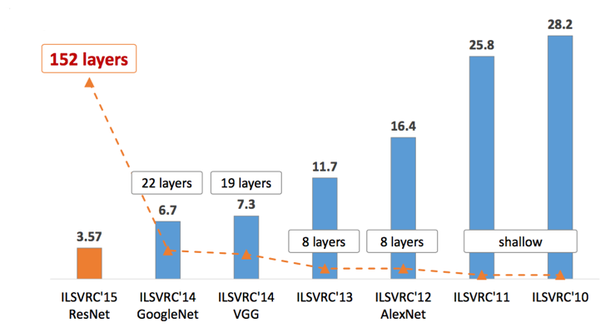 28.2
25.8
152 layers
16.4
11.7
22 layers
19 layers
7.3
6.7
3.57
8 layers
8 layers
shallow
ILSVRC'15
ResNet
ILSVRC'14
GoogleNet
ILSVRC'14
VGG
ILSVRC'13
ILSVRC'12
AlexNet
ILSVRC'11
ILSVRC'10